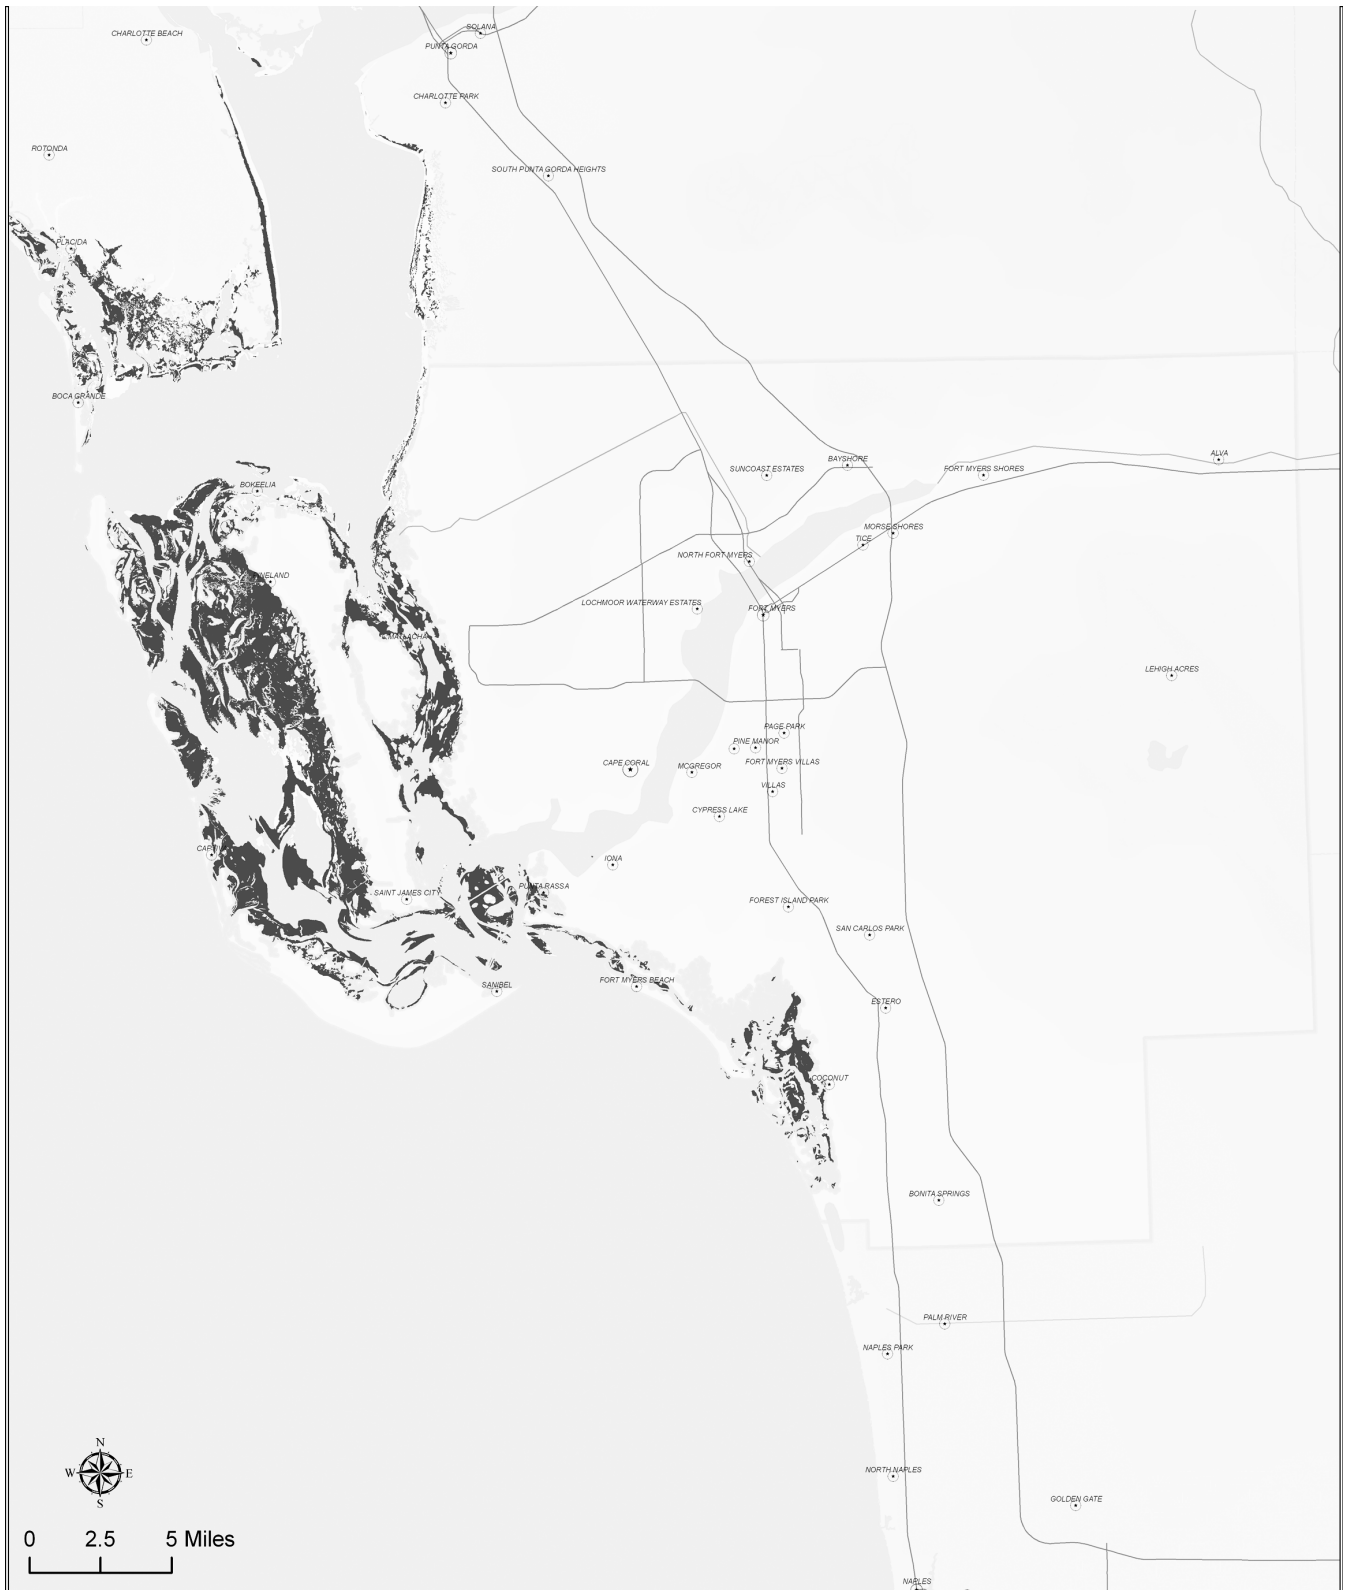 SOLANA
CHARLOTTE BEACH
PUNTA GORDA
CHARLOTTE PARK
ROTONDA
SOUTH PUNTA GORDA HEIGHTS
PLACIDA
BOCA GRANDE
ALVA
BAYSHORE
SUNCOAST ESTATES
FORT MYERS SHORES
BOKEELIA
MORSE SHORES
TICE
NORTH FORT MYERS
LOCHMOOR WATERWAY ESTATES
FORT MYERS
LEHIGH ACRES
PAGE PARK
PINE MANOR
CAPE CORAL
MCGREGOR
FORT MYERS VILLAS
VILLAS
CYPRESS LAKE
IONA
SAINT JAMES CITY
PUNTA RASSA
FOREST ISLAND PARK
SAN CARLOS PARK
SANIBEL
FORT MYERS BEACH
ESTERO
COCONUT
BONITA SPRINGS
PALM RIVER
NAPLES PARK
N
W E
S
NORTH NAPLES
GOLDEN GATE
0 2.5 5 Miles
NAPLES